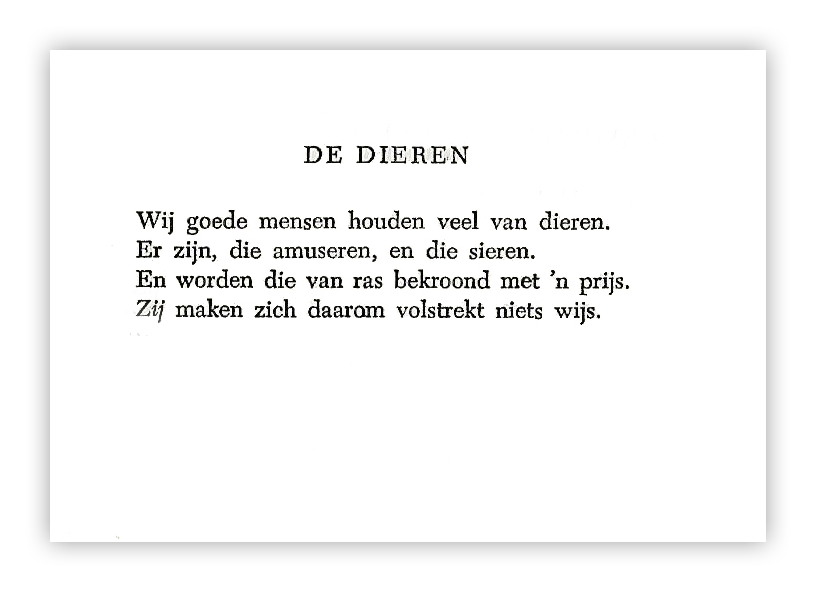 DE DIEREN
Wij goede mensen houden veel van dieren.
Er zijn, die amuseren, en die sieren.
En worden die van ras bekroond met 'n prijs.
Zij maken zich daarom volstrekt niets wijs.